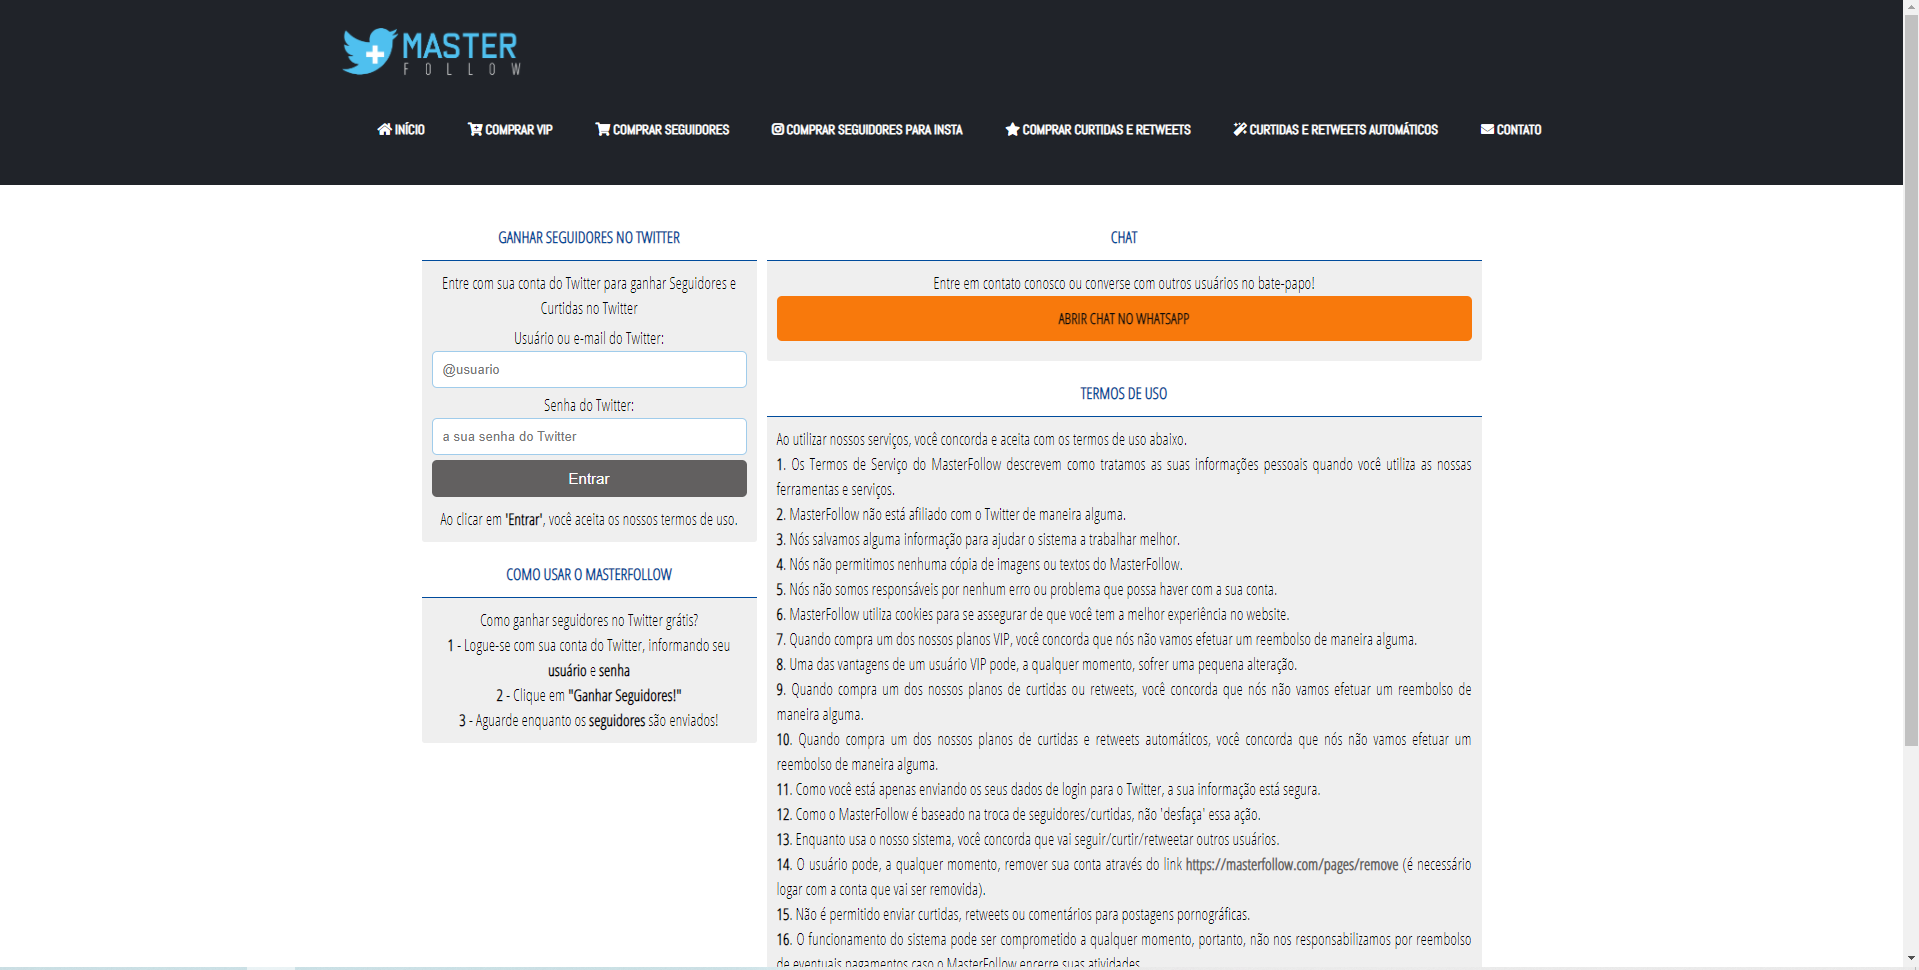 MASTER
FOLLOW
INÍCIO
COMPRAR VIP
COMPRAR SEGUIDORES
COMPRAR SEGUIDORES PARA INSTA
COMPRAR CURTIDAS E RETWEETS
CURTIDAS E RETWEETS AUTOMÁTICOS
CONTATO
GANHAR SEGUIDORES NO TWITTER
Entre com sua conta do Twitter para ganhar Seguidores e
Curtidas no Twitter
Usuário ou e-mail do Twitter:
@usuario
Senha do Twitter:
a sua senha do Twitter
Entrar
Ao clicar em 'Entrar', você aceita os nossos termos de uso.
COMO USAR O MASTERFOLLOW
Como ganhar seguidores no Twitter grátis?
1 - Logue-se com sua conta do Twitter, informando seu
usuário e senha
2 - Clique em "Ganhar Seguidores!"
3 - Aguarde enquanto os seguidores são enviados!
CHAT
Entre em contato conosco ou converse com outros usuários no bate-papo!
ABRIR CHAT NO WHATSAPP
TERMOS DE USO
Ao utilizar nossos serviços, você concorda e aceita com os termos de uso abaixo.
1. Os Termos de Serviço do MasterFollow descrevem como tratamos as suas informações pessoais quando você utiliza as nossas
ferramentas e serviços.
2. MasterFollow não está afiliado com o Twitter de maneira alguma.
3. Nós salvamos alguma informação para ajudar o sistema a trabalhar melhor.
4. Nós não permitimos nenhuma cópia de imagens ou textos do MasterFollow.
5. Nós não somos responsáveis por nenhum erro ou problema que possa haver com a sua conta.
6. MasterFollow utiliza cookies para se assegurar de que você tem a melhor experiência no website.
7. Quando compra um dos nossos planos VIP, você concorda que nós não vamos efetuar um reembolso de maneira alguma.
8. Uma das vantagens de um usuário VIP pode, a qualquer momento, sofrer uma pequena alteração.
9. Quando compra um dos nossos planos de curtidas ou retweets, você concorda que nós não vamos efetuar um reembolso de
maneira alguma.
10. Quando compra um dos nossos planos de curtidas e retweets automáticos, você concorda que nós não vamos efetuar um
reembolso de maneira alguma.
11. Como você está apenas enviando os seus dados de login para o Twitter, a sua informação está segura.
12. Como o MasterFollow é baseado na troca de seguidores/curtidas, não 'desfaça' essa ação.
13. Enquanto usa o nosso sistema, você concorda que vai seguir/curtir/retweetar outros usuários.
14. O usuário pode, a qualquer momento, remover sua conta através do link https://masterfollow.com/pages/remove (é necessário
logar com a conta que vai ser removida).
15. Não é permitido enviar curtidas, retweets ou comentários para postagens pornográficas.
16. O funcionamento do sistema pode ser comprometido a qualquer momento, portanto, não nos responsabilizamos por reembolso
de eventuais pagamentos caso o MasterFollow encerre suas atividades.